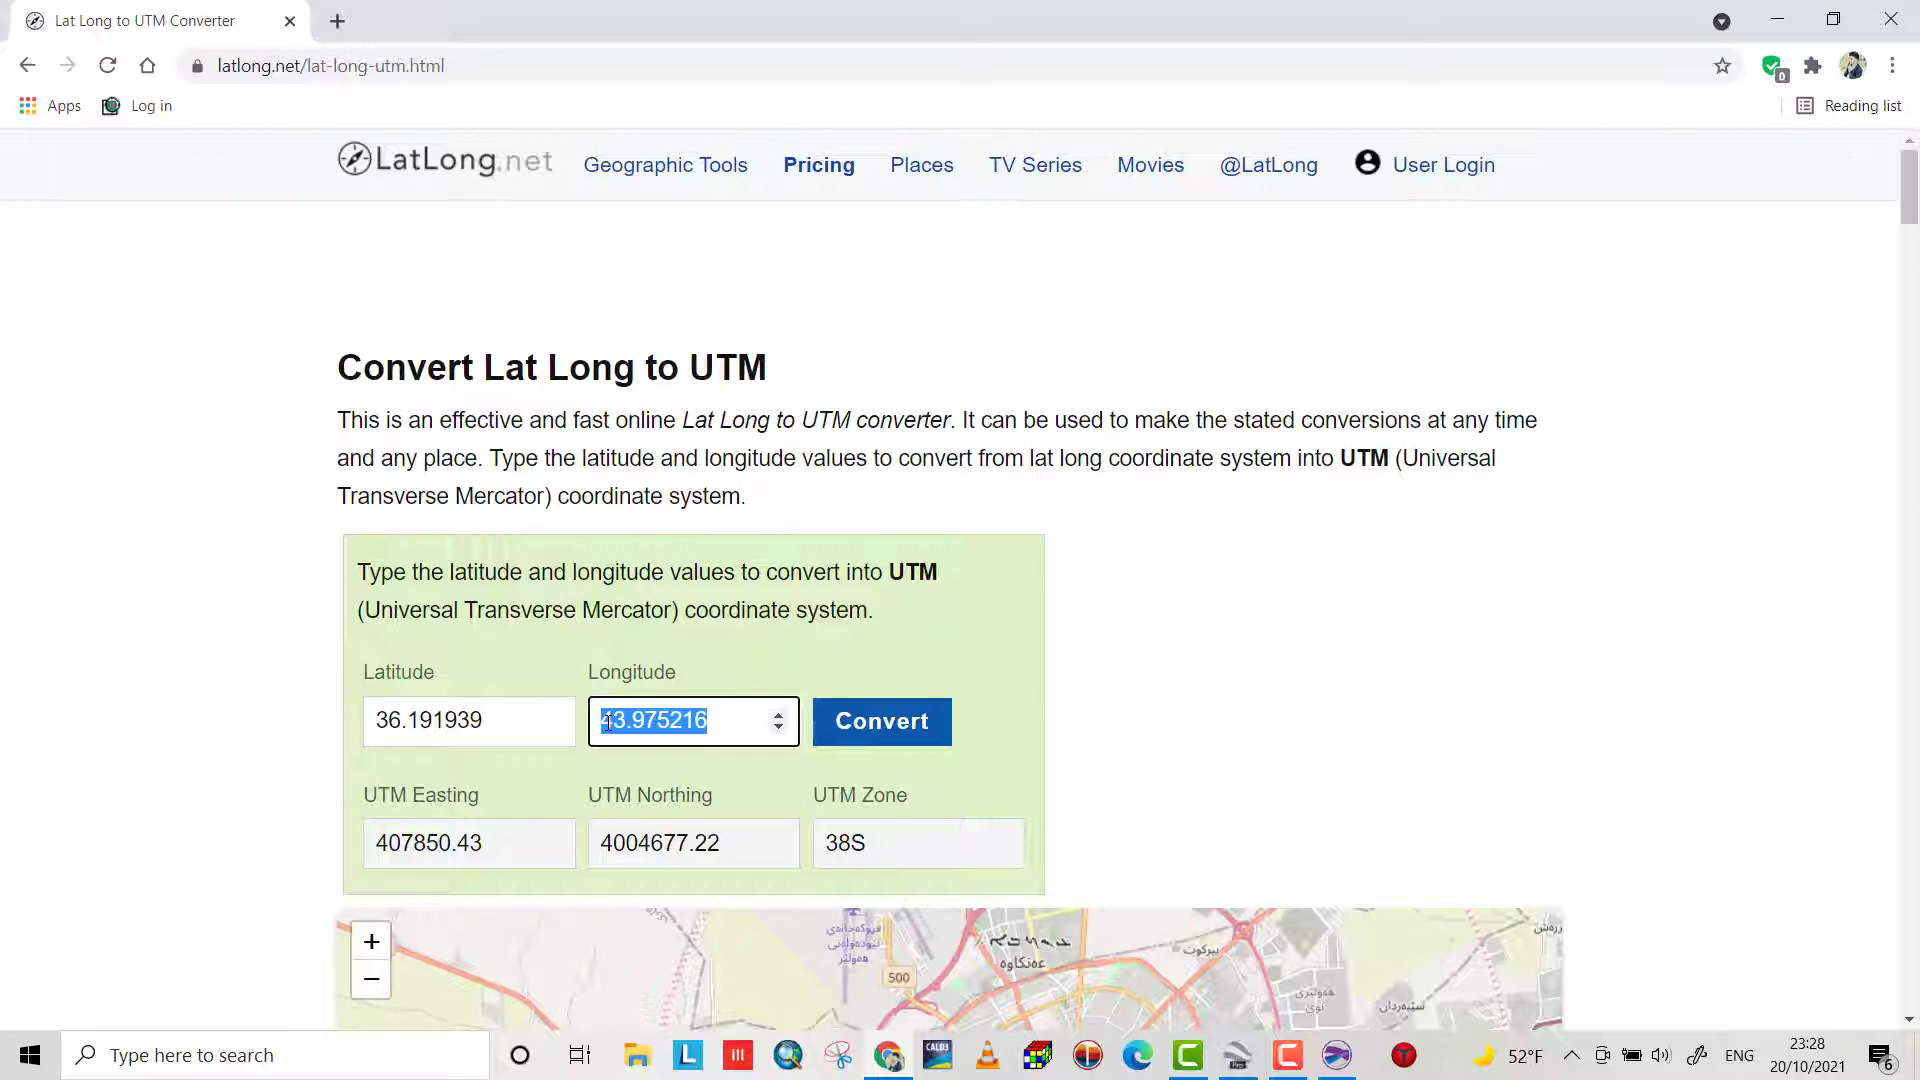 Lat Long to UTM Converter
latlong.net/lat-long-utm.html
0
Apps
Log in
Reading list
LatLong.net
Geographic Tools
Pricing
Places
TV Series
Movies
@LatLong
User Login
Convert Lat Long to UTM
This is an effective and fast online Lat Long to UTM converter. It can be used to make the stated conversions at any time
and any place. Type the latitude and longitude values to convert from lat long coordinate system into UTM (Universal
Transverse Mercator) coordinate system.
Type the latitude and longitude values to convert into UTM
(Universal Transverse Mercator) coordinate system.
Latitude
Longitude
36.191939
43.975216
Convert
UTM Easting
UTM Northing
UTM Zone
407850.43
4004677.22
38S
+
−
500
عەنکاوە
بیرکوت
Type here to search
L
CALD3
Pro
52°F
ENG
23:28
20/10/2021
6